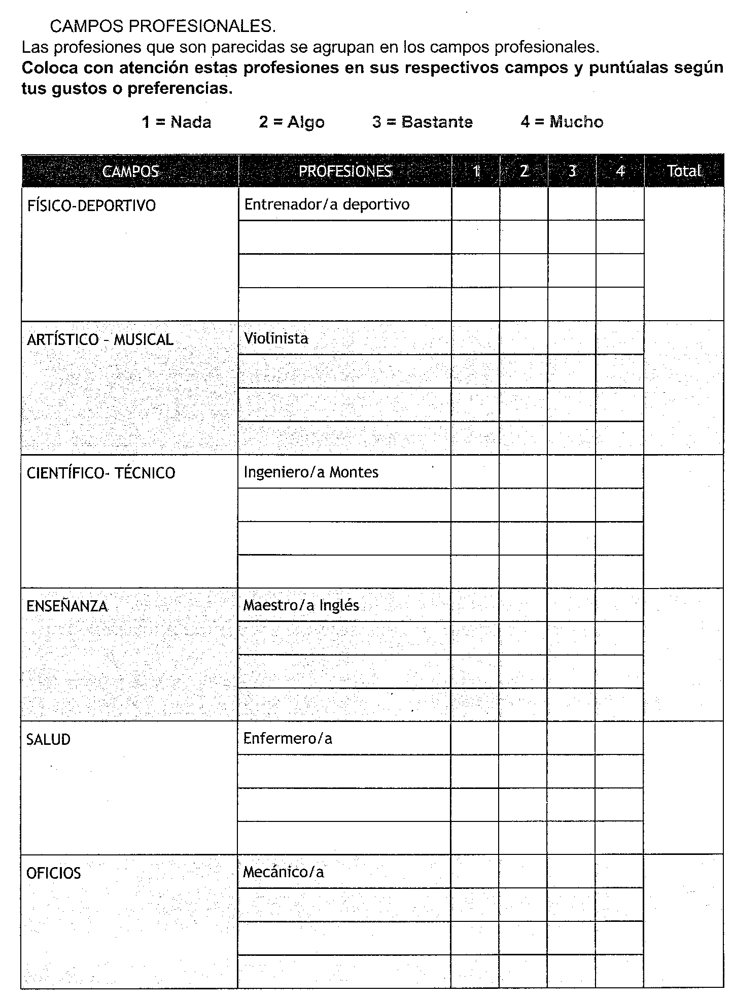 CAMPOS PROFESIONALES.
Las profesiones que son parecidas se agrupan en los campos profesionales.
Coloca con atención estas profesiones en sus respectivos campos y puntúalas según
tus gustos o preferencias.
1 = Nada 2 = Algo 3 = Bastante 4 = Mucho
CAMPOS PROFESIONES 1 2 3 4 Total
FÍSICO-DEPORTIVO Entrenador/a deportivo
ARTÍSTICO - MUSICAL Violinista
CIENTÍFICO- TÉCNICO Ingeniero/a Montes
ENSEÑANZA Maestro/a Inglés
SALUD Enfermero/a
OFICIOS Mecánico/a